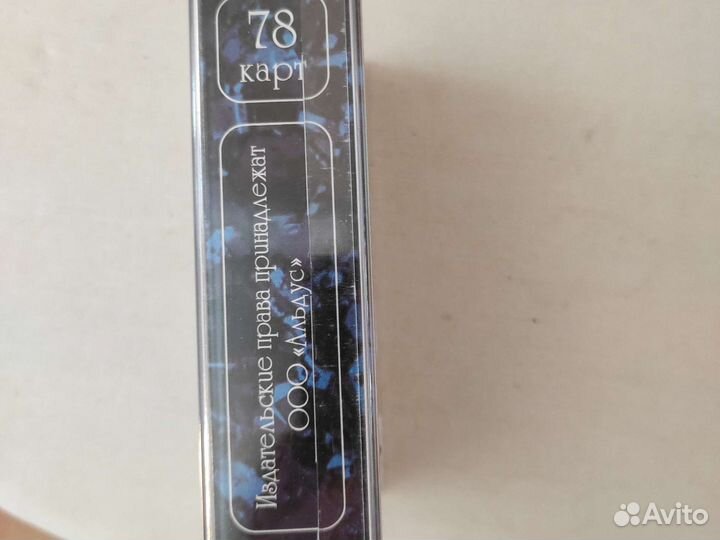 78
карт
Издательские права принадлежат
ООО «Альдус»
Avito